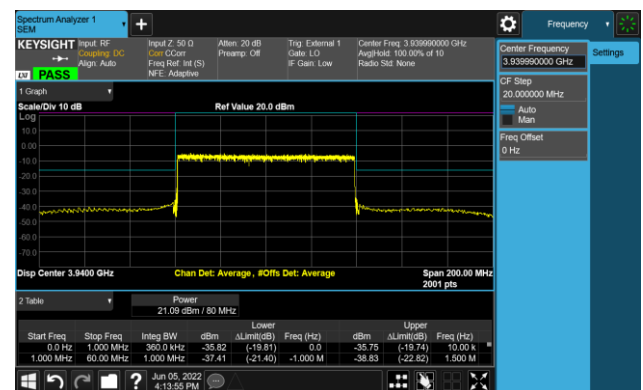 Spectrum Analyzer 1
SEM
+
Frequency
KEYSIGHT
Input: RF
Coupling: DC
Align: Auto
Input Z: 50 Ω
Corr CCorr
Freq Ref: Int (S)
NFE: Adaptive
Atten: 20 dB
Preamp: Off
Trig: External 1
Gate: LO
IF Gain: Low
Center Freq: 3.939990000 GHz
Avg|Hold: 100.00% of 10
Radio Std: None
LXI PASS
Center Frequency
3.939990000 GHz
Settings
CF Step
20.000000 MHz
Auto
Man
Freq Offset
0 Hz
1 Graph
Scale/Div 10 dB
Ref Value 20.0 dBm
Log
10.0
0.00
-10.0
-20.0
-30.0
-40.0
-50.0
-60.0
-70.0
Disp Center 3.9400 GHz
Chan Det: Average , #Offs Det: Average
Span 200.00 MHz
2001 pts
2 Table
Power
21.09 dBm / 80 MHz
Lower Upper
Start Freq Stop Freq Integ BW dBm ΔLimit(dB) Freq (Hz) dBm ΔLimit(dB) Freq (Hz)
0.0 Hz 1.000 MHz 360.0 kHz -35.82 (-19.81) 0.0 -35.75 (-19.74) 10.00 k
1.000 MHz 60.00 MHz 1.000 MHz -37.41 (-21.40) -1.000 M -38.83 (-22.82) 1.500 M
?
Jun 05, 2022
4:13:55 PM